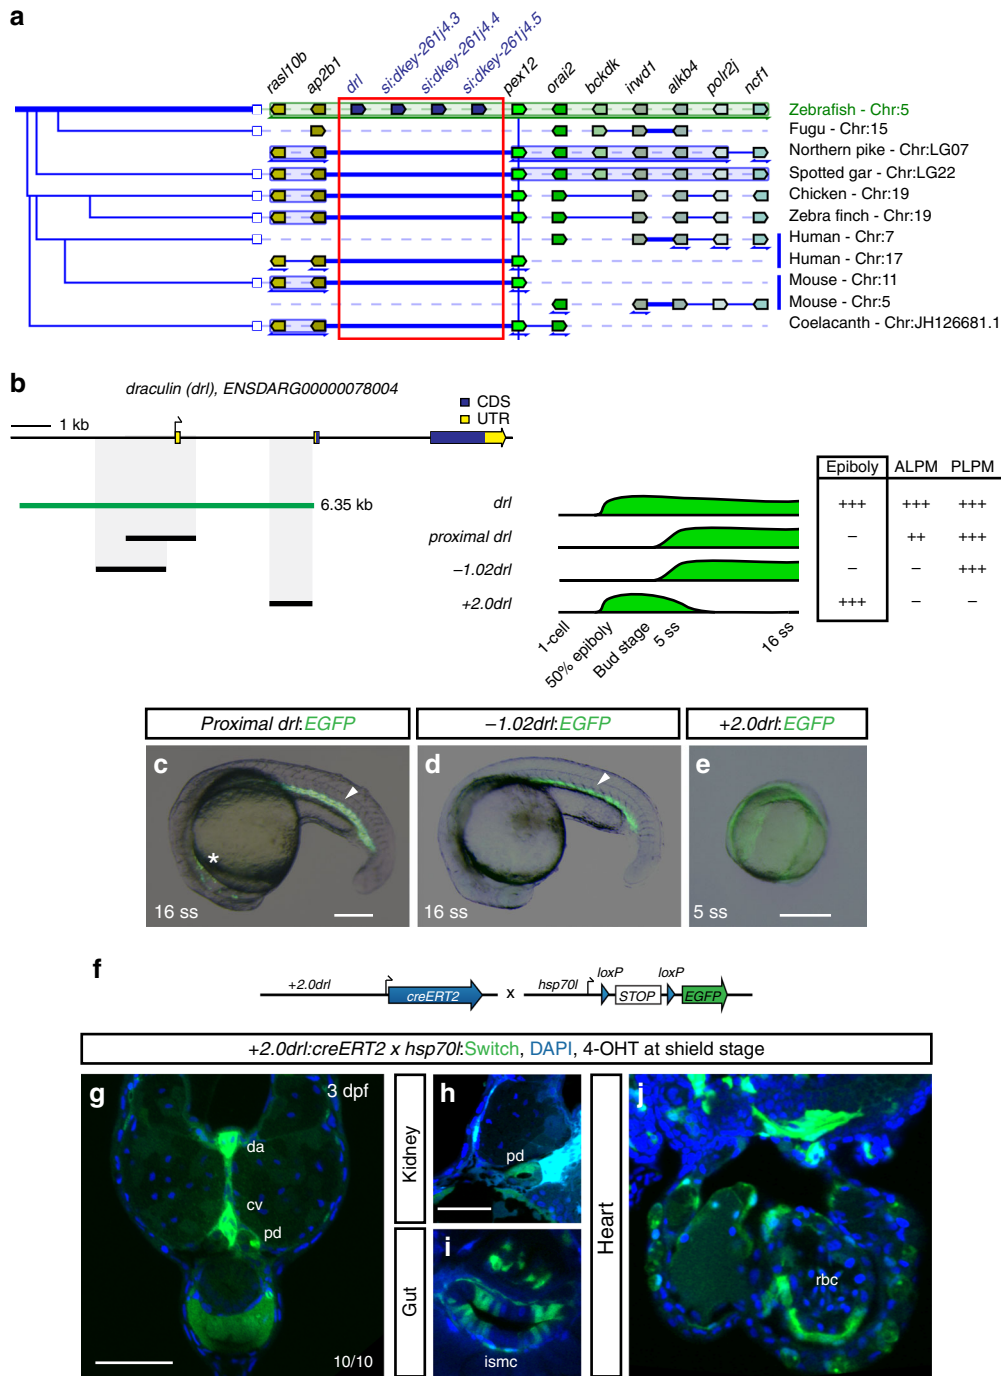 a
rasl10b
ap2b1
drl
si:dkey-261j4.3
si:dkey-261j4.4
si:dkey-261j4.5
pex12
orai2
bckdk
lrwd1
alkb4
polr2j
ncf1
Zebrafish - Chr:5
Fugu - Chr:15
Northern pike - Chr:LG07
Spotted gar - Chr:LG22
Chicken - Chr:19
Zebra finch - Chr:19
Human - Chr:7
Human - Chr:17
Mouse - Chr:11
Mouse - Chr:5
Coelacanth - Chr:JH126681.1
b
draculin (drl), ENSDARG00000078004
CDS
UTR
1 kb
6.35 kb
Epiboly ALPM PLPM
drl +++ +++ +++
proximal drl – ++ +++
–1.02drl – – +++
+2.0drl +++ – –
1-cell
50% epiboly
Bud stage
5 ss
16 ss
Proximal drl:EGFP
–1.02drl:EGFP
+2.0drl:EGFP
c
*
16 ss
d
16 ss
e
5 ss
f
+2.0drl
creERT2
x
hsp70l
loxP
STOP
loxP
EGFP
+2.0drl:creERT2 x hsp70l:Switch, DAPI, 4-OHT at shield stage
g
3 dpf
da
cv
pd
10/10
Kidney
h
pd
Gut
i
ismc
Heart
j
rbc